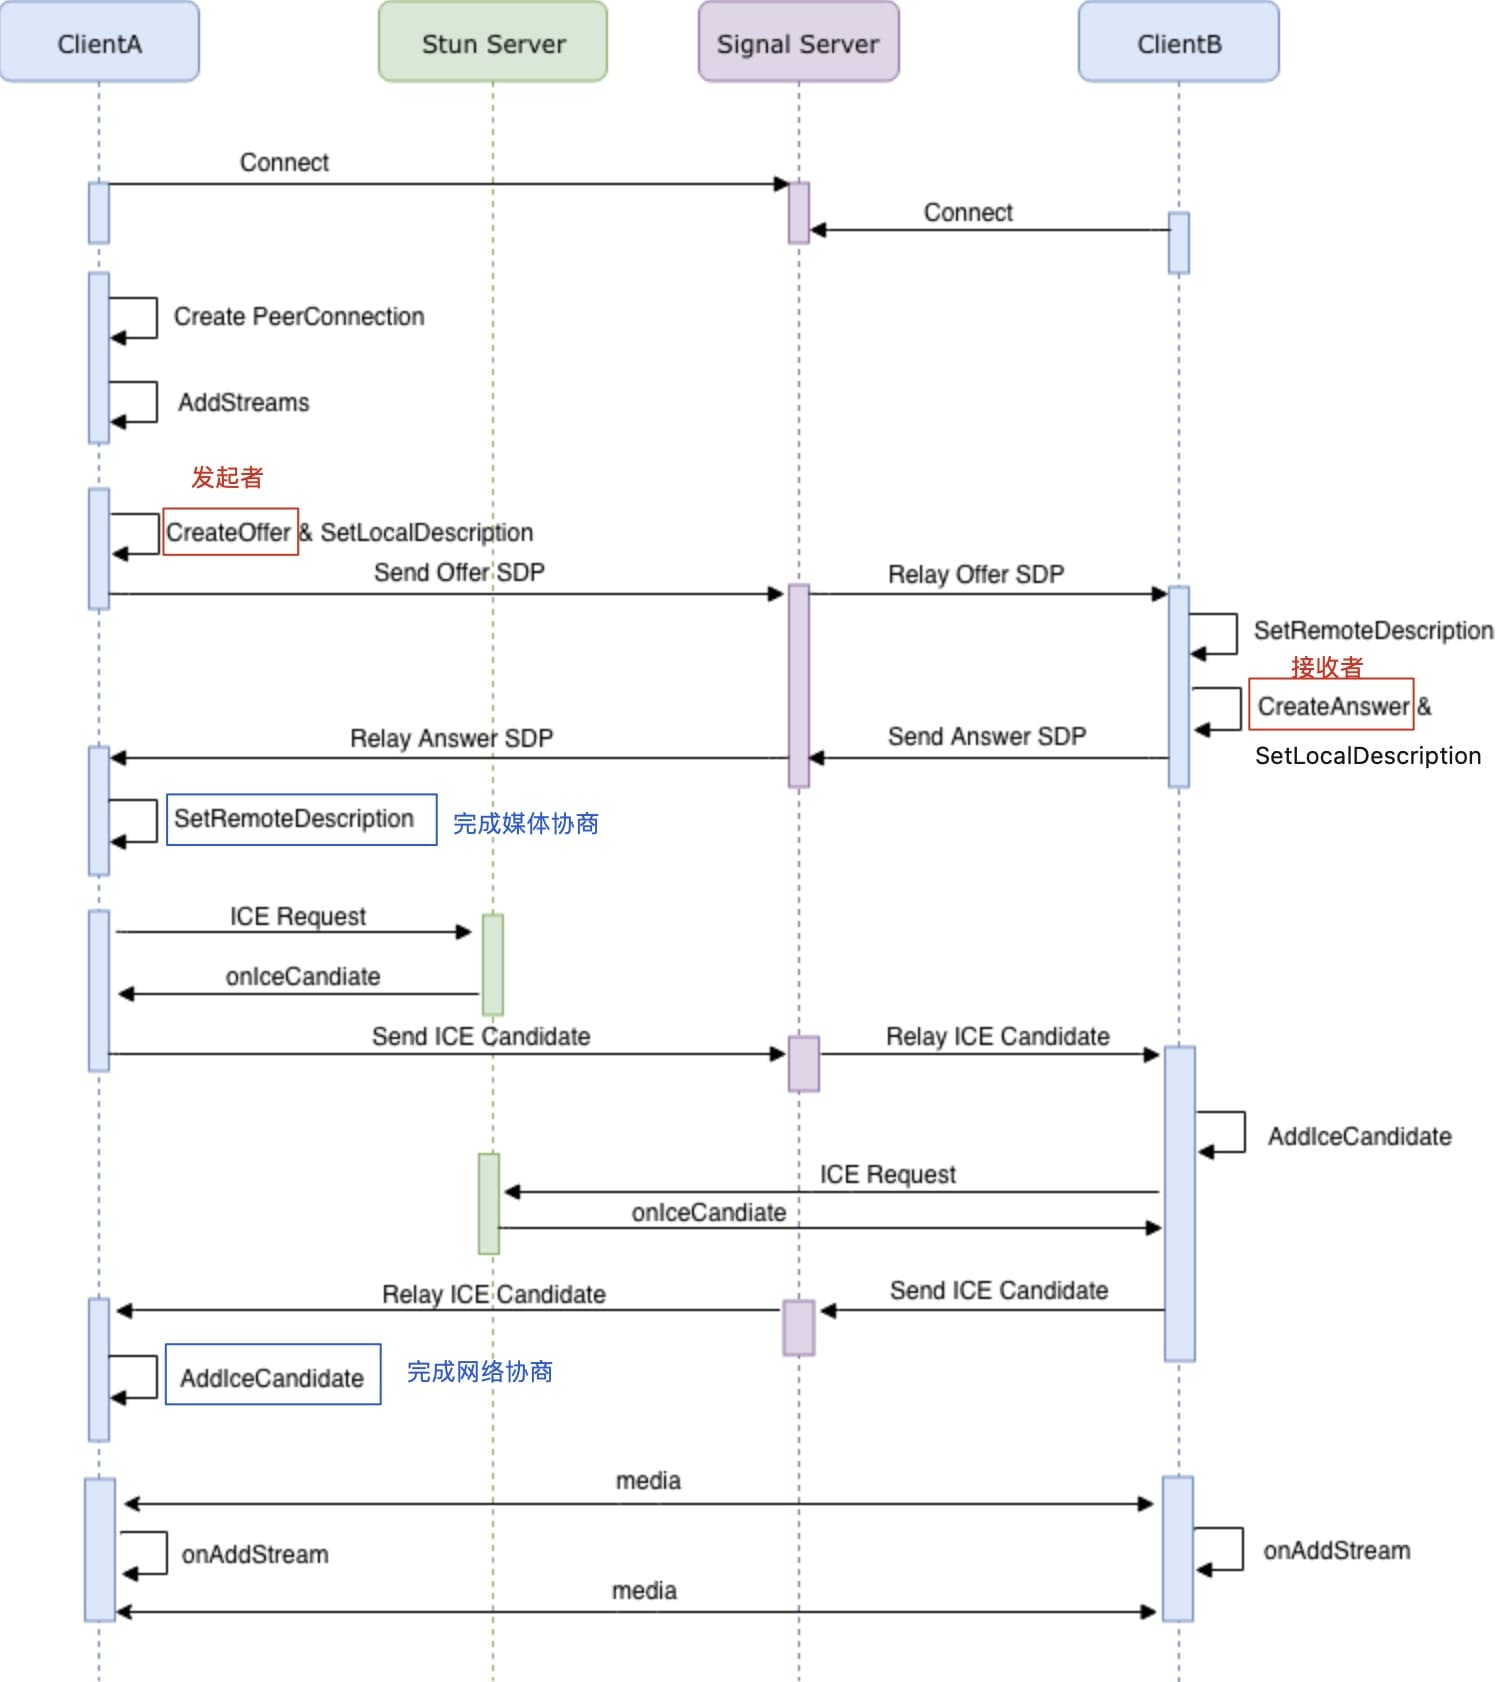 ClientA
Stun Server
Signal Server
ClientB
Connect
Connect
Create PeerConnection
AddStreams
发起者
CreateOffer & SetLocalDescription
Send Offer SDP
Relay Offer SDP
SetRemoteDescription
接收者
CreateAnswer &
SetLocalDescription
Relay Answer SDP
Send Answer SDP
SetRemoteDescription
完成媒体协商
ICE Request
onIceCandiate
Send ICE Candidate
Relay ICE Candidate
AddIceCandidate
ICE Request
onIceCandiate
Relay ICE Candidate
Send ICE Candidate
AddIceCandidate
完成网络协商
media
onAddStream
onAddStream
media